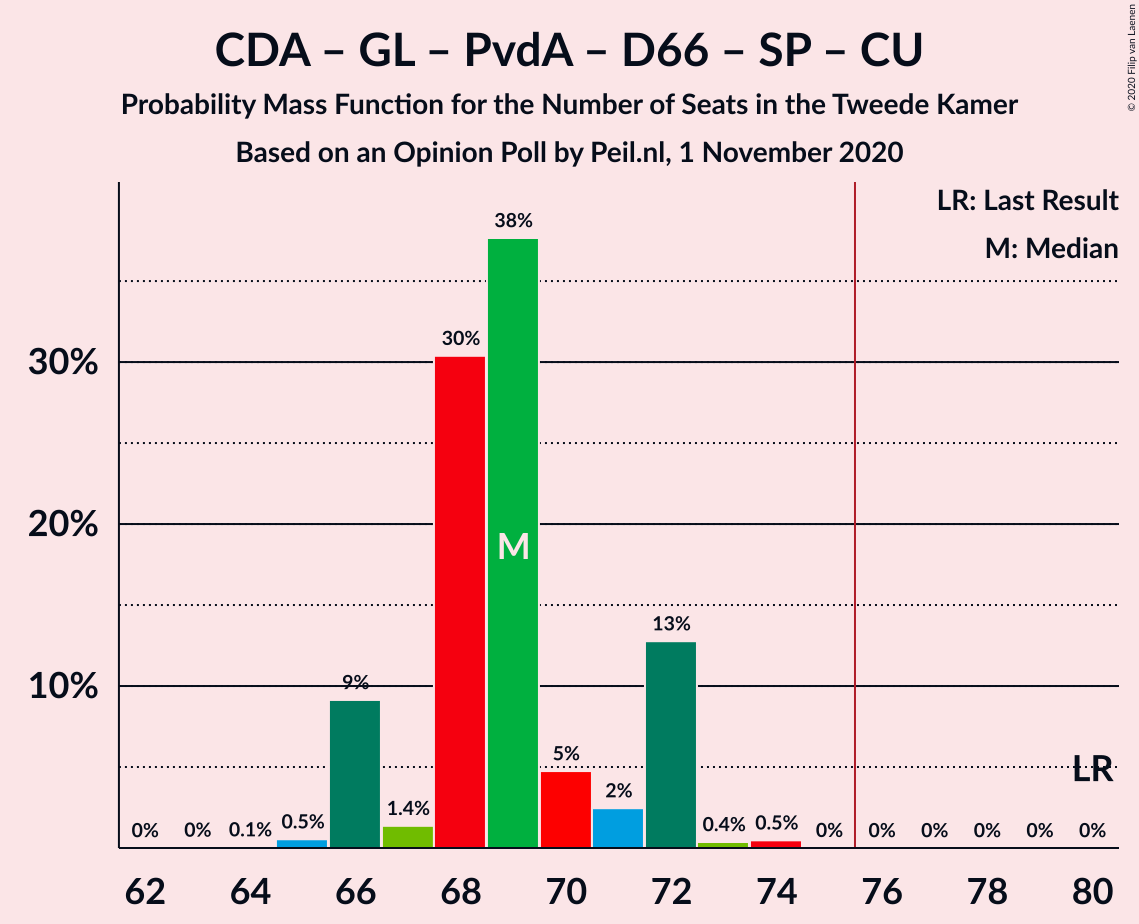 CDA – GL – PvdA – D66 – SP – CU
Probability Mass Function for the Number of Seats in the Tweede Kamer
Based on an Opinion Poll by Peil.nl, 1 November 2020
© 2020 Filip van Laenen
LR: Last Result
M: Median
30%
20%
10%
0% 0% 0.1% 0.5% 9% 1.4% 30% 38% 5% 2% 13% 0.4% 0.5% 0% 0% 0% 0% 0% 0%
M
LR
62 64 66 68 70 72 74 76 78 80